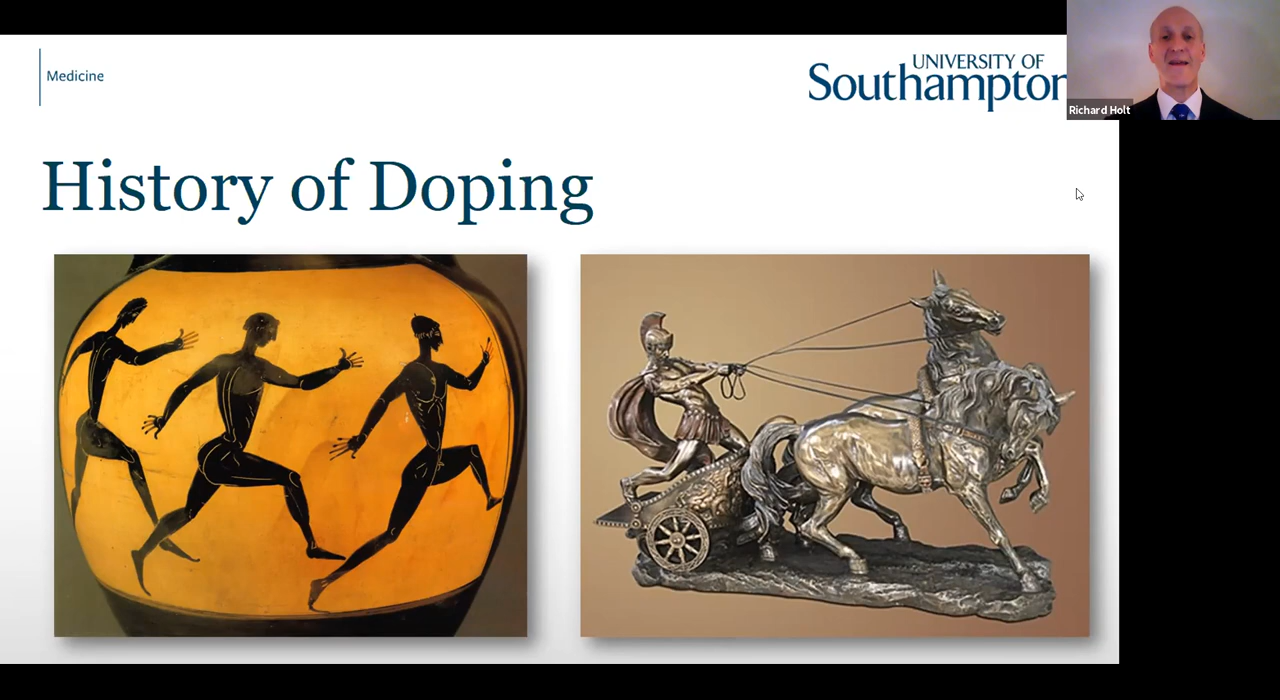 Medicine
UNIVERSITY OF
Southampton
Richard Holt
History of Doping